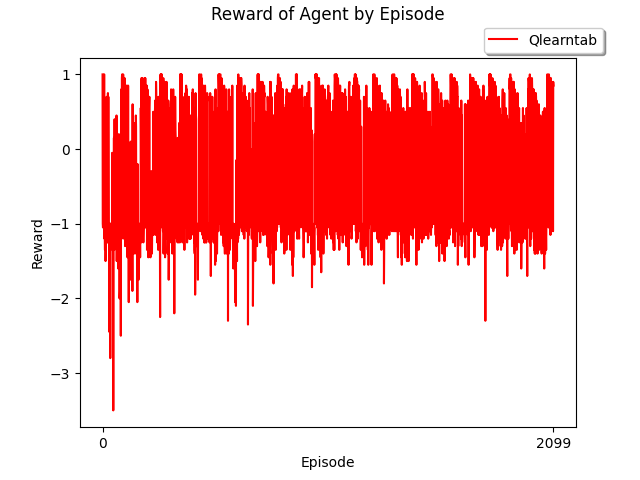 Reward of Agent by Episode
Qlearntab
1
0
−1
−2
−3
Reward
0
2099
Episode